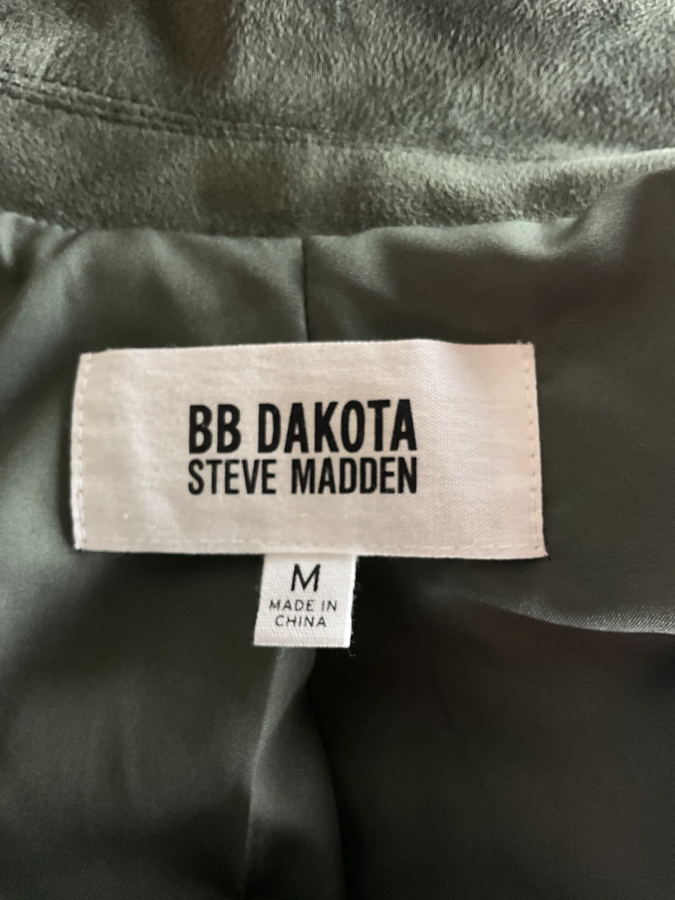 BB DAKOTA
STEVE MADDEN
M
MADE IN
CHINA